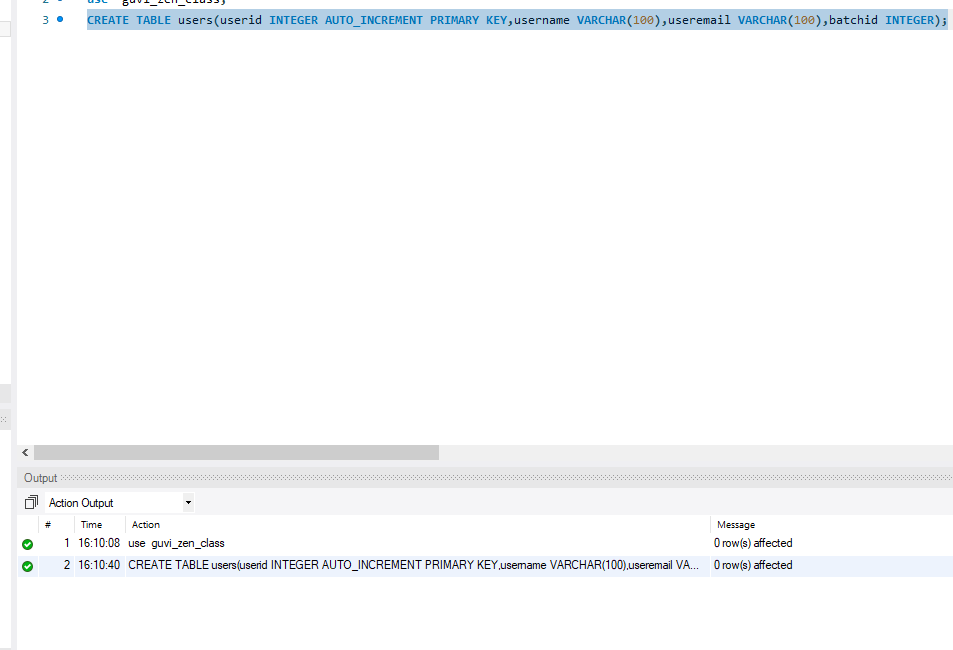 2 use guvi_zen_class;
3 CREATE TABLE users(userid INTEGER AUTO_INCREMENT PRIMARY KEY,username VARCHAR(100),useremail VARCHAR(100),batchid INTEGER);
Output
Action Output
# Time Action Message
1 16:10:08 use guvi_zen_class 0 row(s) affected
2 16:10:40 CREATE TABLE users(userid INTEGER AUTO_INCREMENT PRIMARY KEY,username VARCHAR(100),useremail VA... 0 row(s) affected